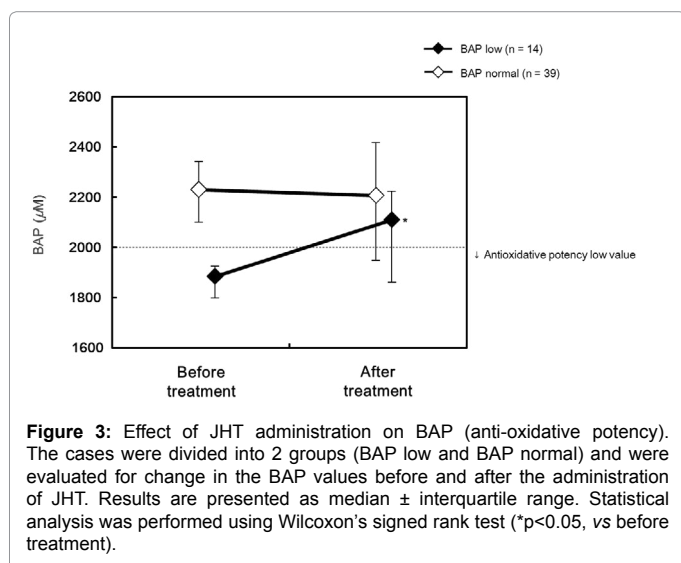 BAP low (n = 14)
BAP normal (n = 39)
2600
2400
2200
2000
1800
1600
BAP (μM)
* 
↓ Antioxidative potency low value
Before
treatment
After
treatment
Figure 3: Effect of JHT administration on BAP (anti-oxidative potency).
The cases were divided into 2 groups (BAP low and BAP normal) and were
evaluated for change in the BAP values before and after the administration
of JHT. Results are presented as median ± interquartile range. Statistical
analysis was performed using Wilcoxon’s signed rank test (*p<0.05, vs before
treatment).